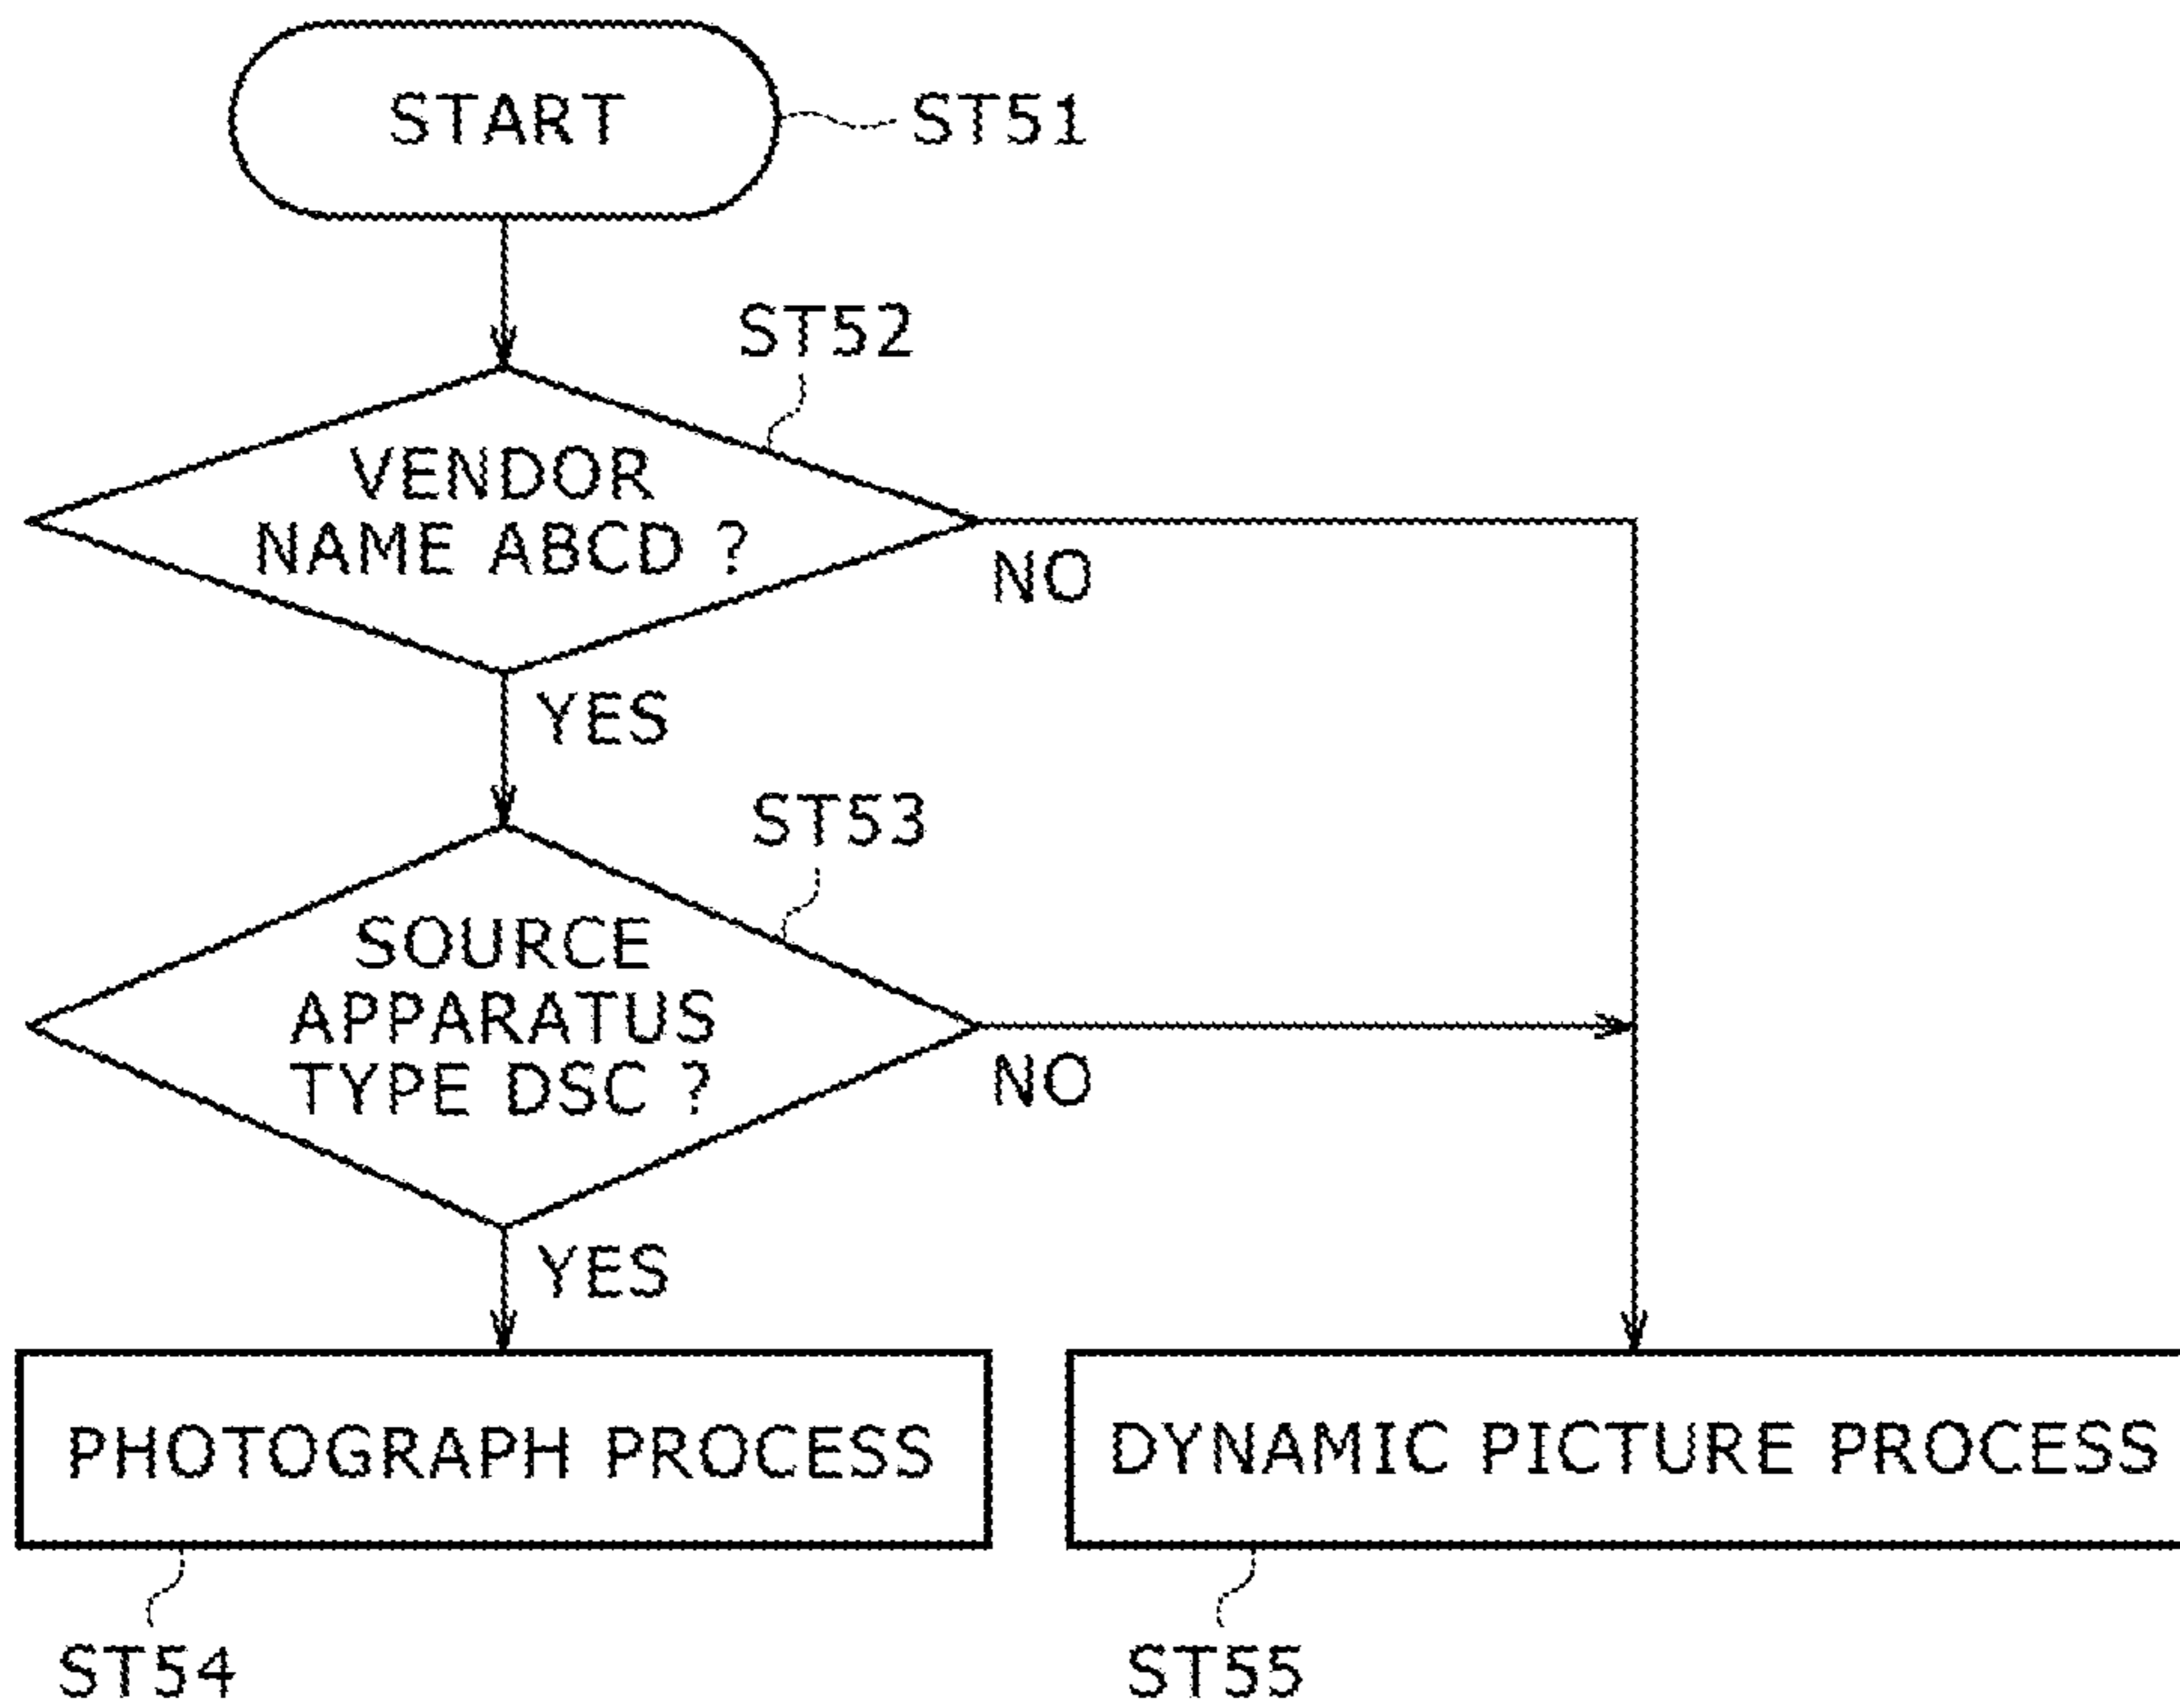 START
ST51
ST52
VENDOR
NAME ABCD ?
NO
YES
ST53
SOURCE
APPARATUS
TYPE DSC ?
NO
YES
PHOTOGRAPH PROCESS
DYNAMIC PICTURE PROCESS
ST54
ST55